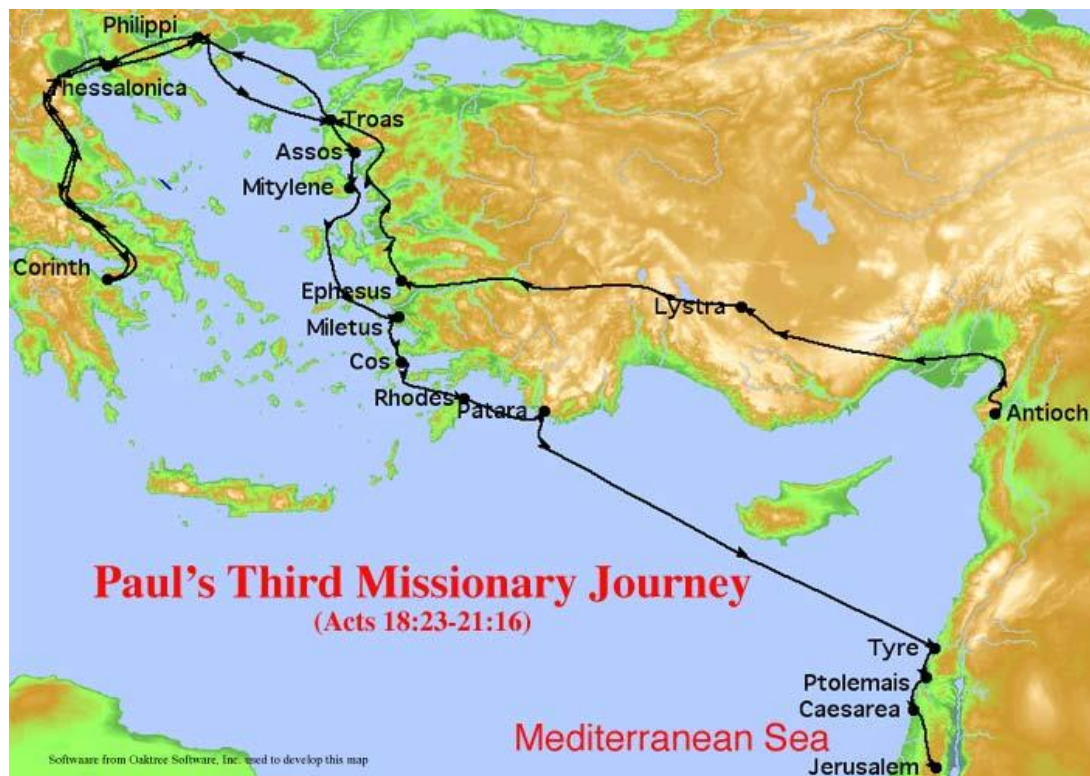 Philippi
Thessalonica
Troas
Assos
Mitylene
Corinth
Ephesus
Lystra
Miletus
Cos
Rhodes
Patara
Antioch
Paul's Third Missionary Journey
(Acts 18:23-21:16)
Tyre
Ptolemais
Caesarea
Mediterranean Sea
Jerusalem
Softwaare from Oaktree Software, Inc. used to develop this map